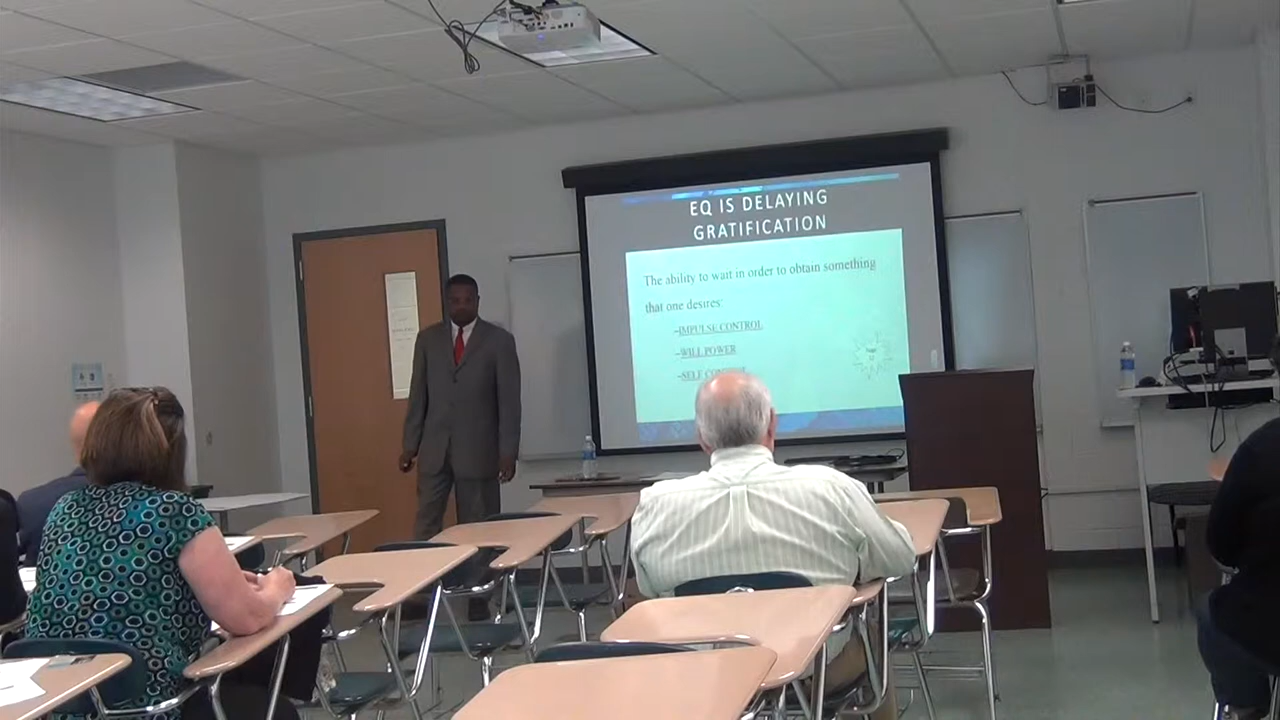 EQ IS DELAYING
GRATIFICATION
The ability to wait in order to obtain something
that one desires:
–IMPULSE CONTROL
–WILL POWER
–SELF